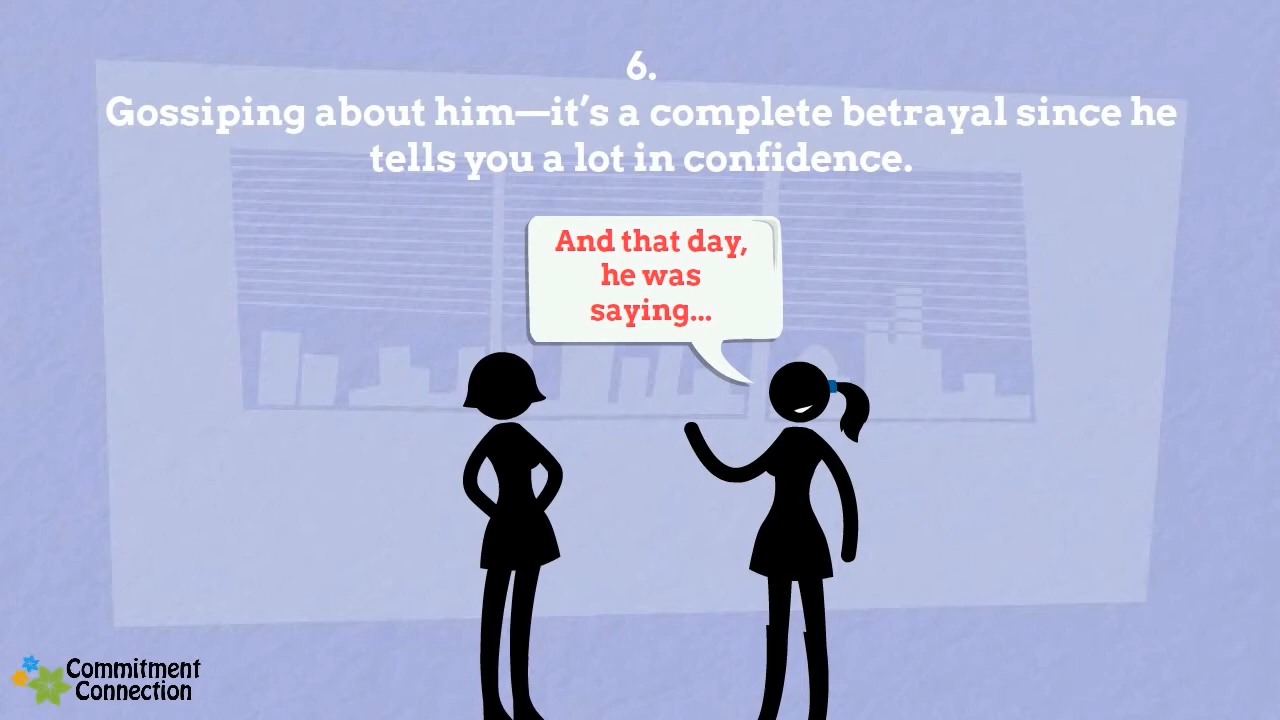 6.
Gossiping about him—it’s a complete betrayal since he
tells you a lot in confidence.
And that day,
he was
saying...
Commitment
Connection